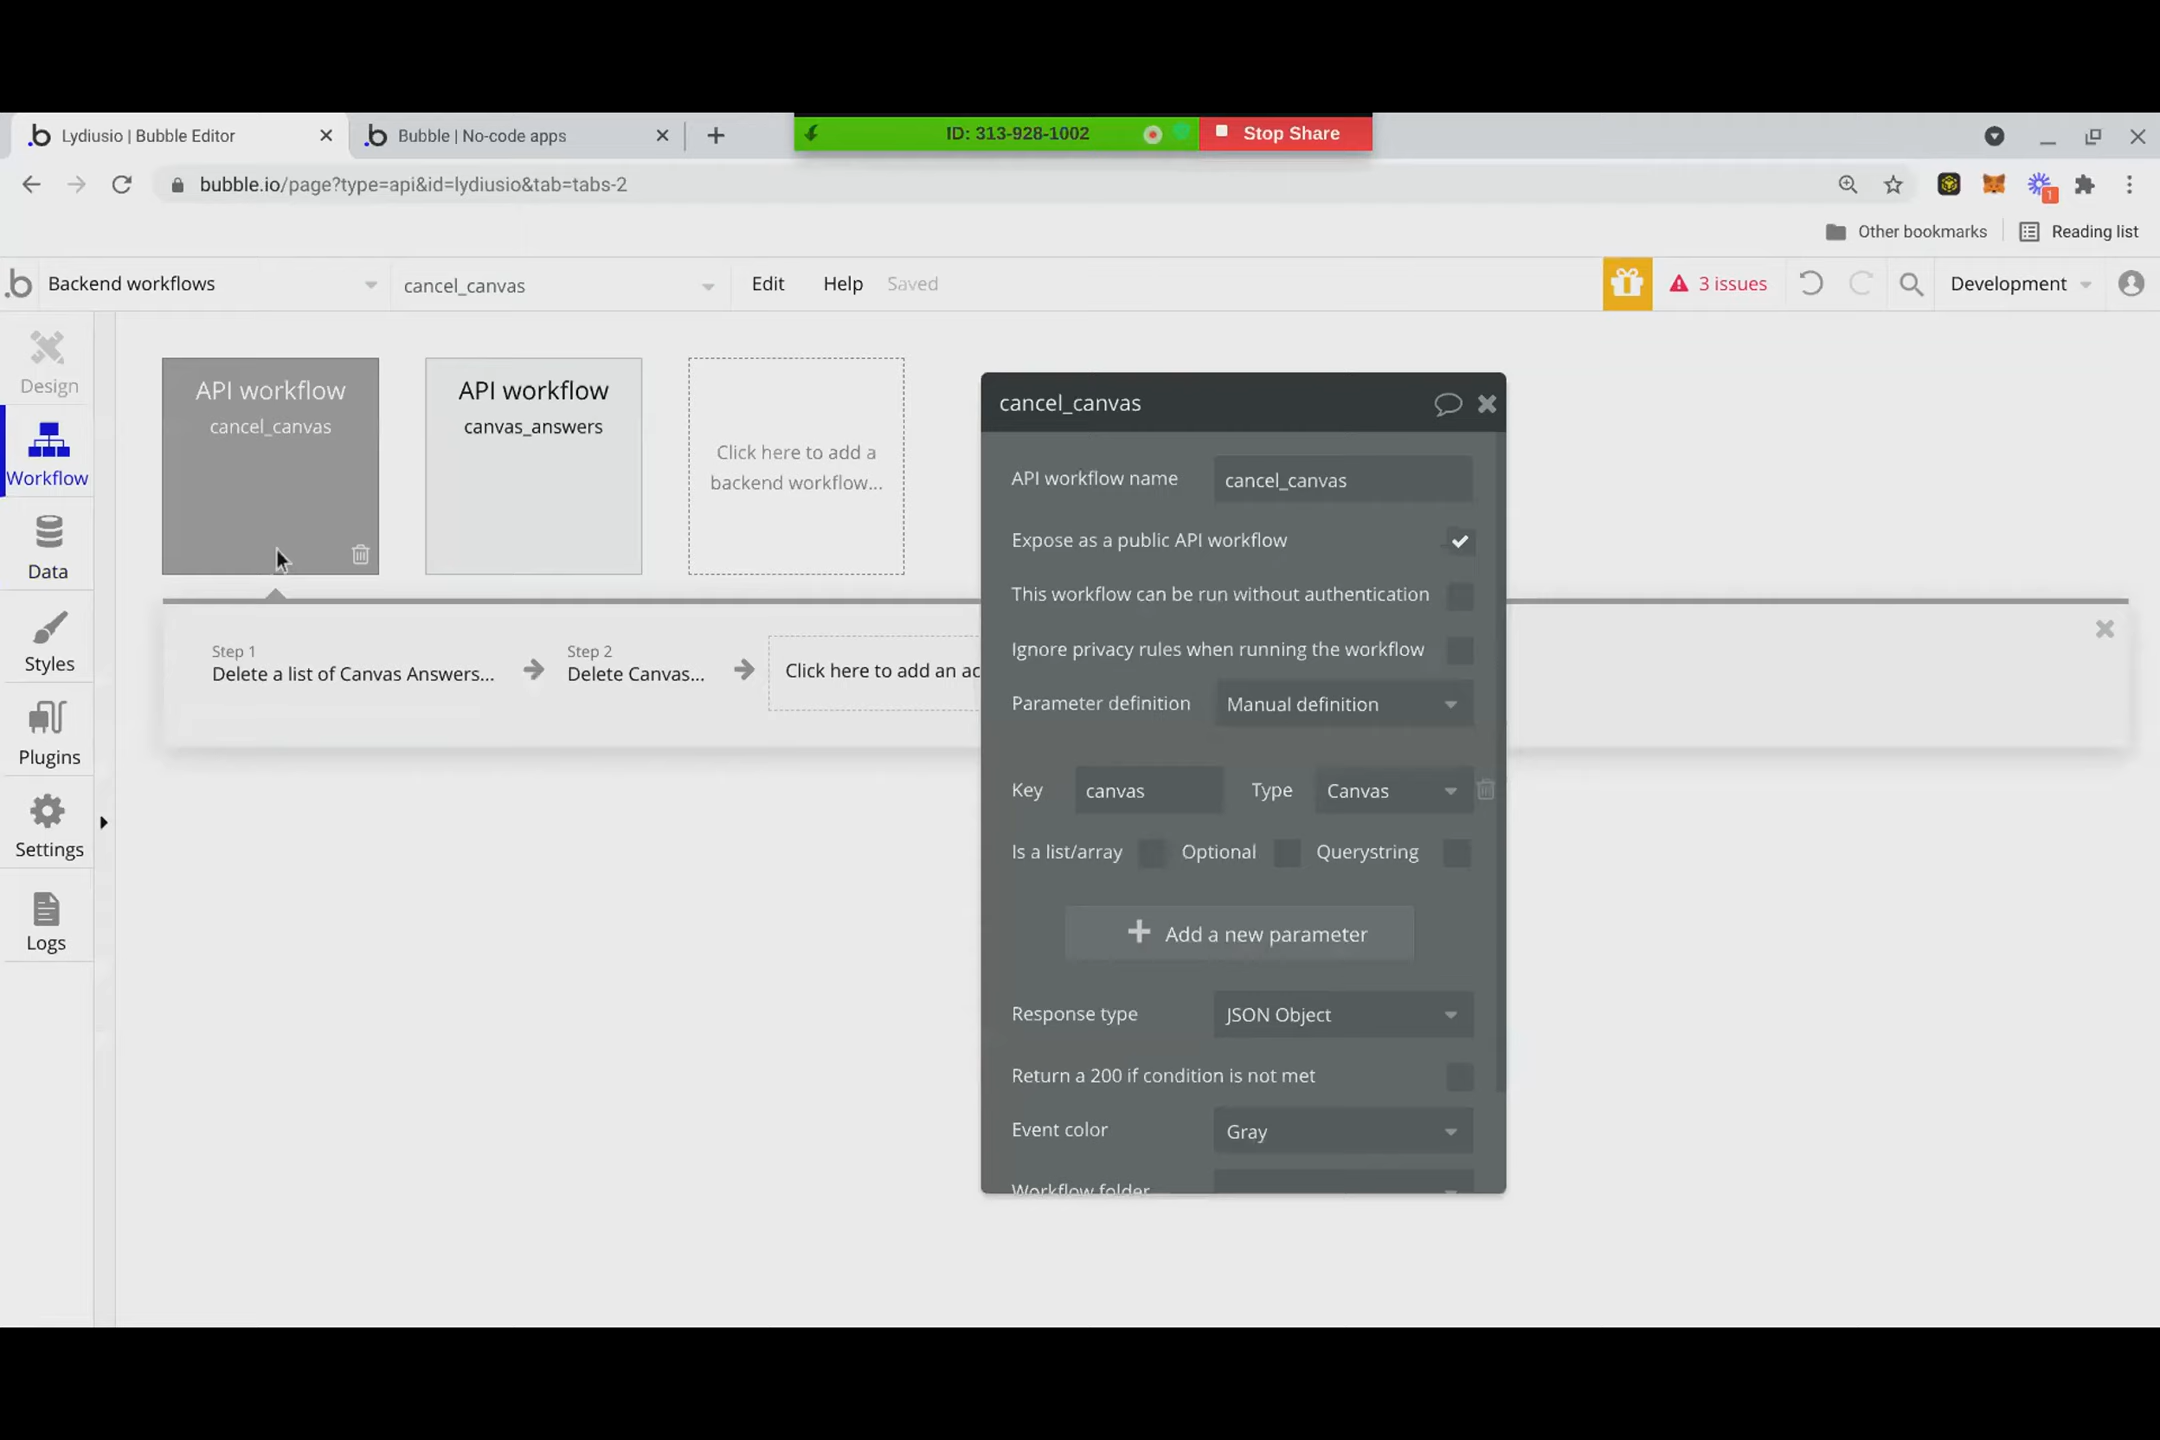 Lydiusio | Bubble Editor
Bubble | No-code apps
ID: 313-928-1002
Stop Share
bubble.io/page?type=api&id=lydiusio&tab=tabs-2
1
Other bookmarks
Reading list
Backend workflows
cancel_canvas
Edit
Help
Saved
3 issues
Development
Design
Workflow
Data
Styles
Plugins
Settings
Logs
API workflow
cancel_canvas
API workflow
canvas_answers
Click here to add a
backend workflow...
Step 1
Delete a list of Canvas Answers...
Step 2
Delete Canvas...
Click here to add an ac
cancel_canvas
API workflow name
cancel_canvas
Expose as a public API workflow
This workflow can be run without authentication
Ignore privacy rules when running the workflow
Parameter definition
Manual definition
Key
canvas
Type
Canvas
Is a list/array
Optional
Querystring
Add a new parameter
Response type
JSON Object
Return a 200 if condition is not met
Event color
Gray
Workflow folder